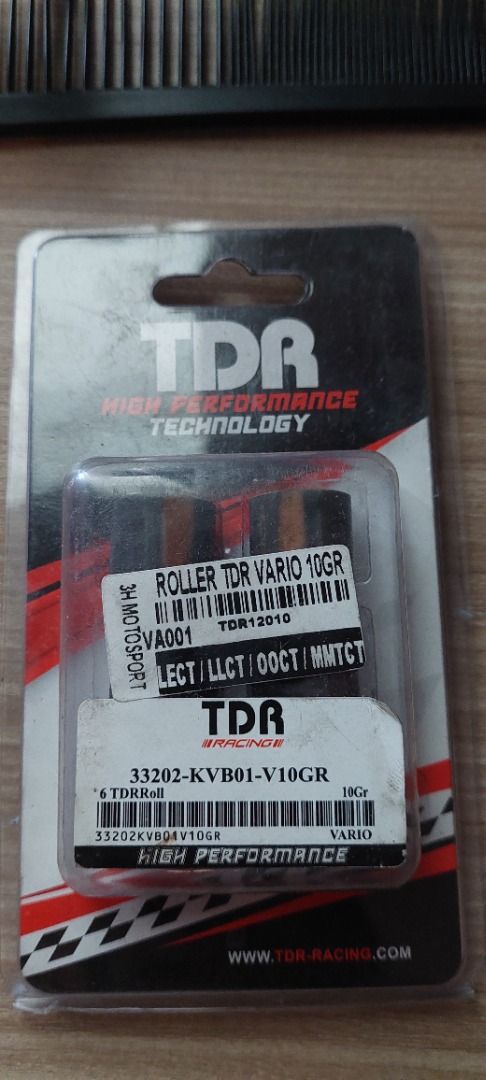 TDR
HIGH PERFORMANCE
TECHNOLOGY
3H MOTOSPORT
ROLLER TDR VARIO 10GR
TDR12010
VA001
LECT / LLCT / OOCT / MMTCT
TDR
RACING
33202-KVB01-V10GR
*6 TDRRoll 10Gr
33202KVB01V10GR VARIO
HIGH PERFORMANCE
WWW.TDR-RACING.COM